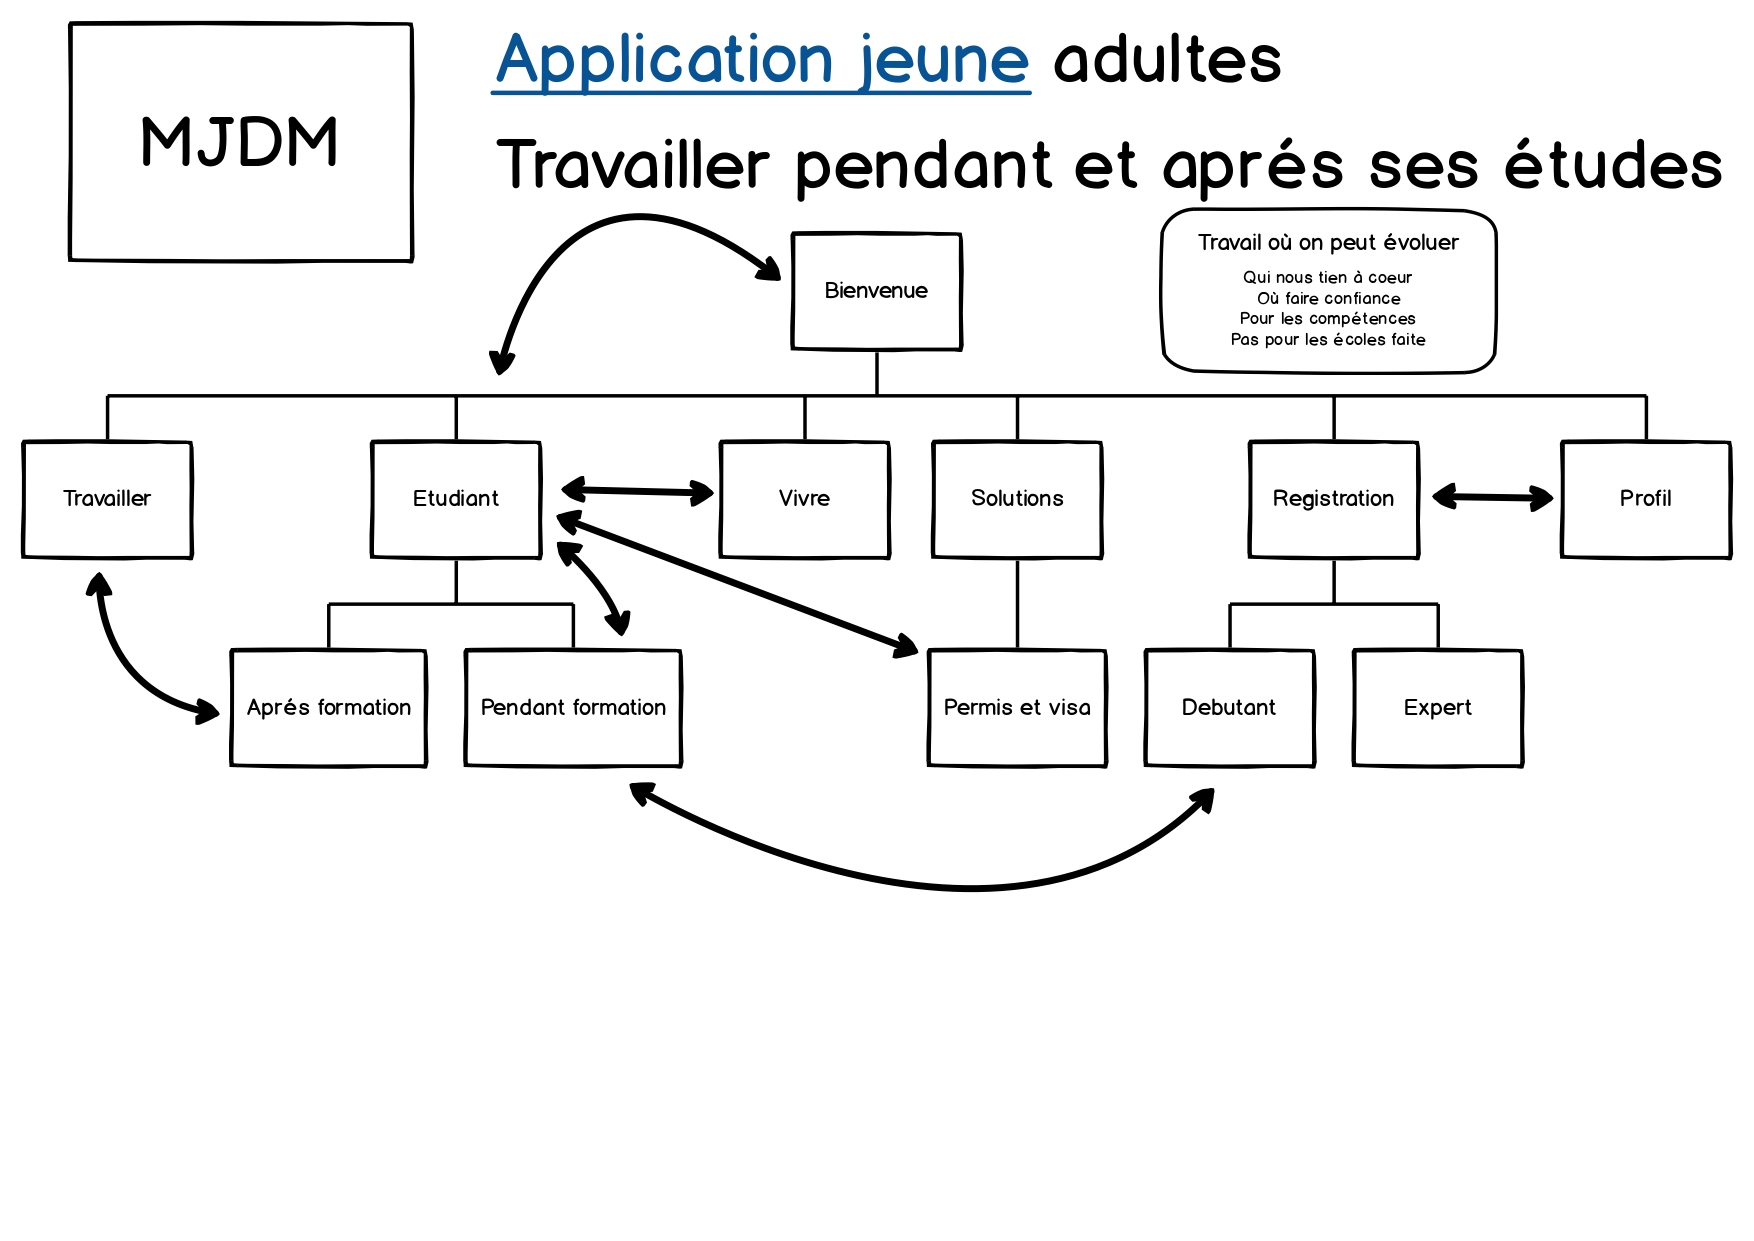 MJDM
Application jeune adultes
Travailler pendant et aprés ses études
Bienvenue
Travail où on peut évoluer
Qui nous tien à coeur
Où faire confiance
Pour les compétences
Pas pour les écoles faite
Travailler
Etudiant
Vivre
Solutions
Registration
Profil
Aprés formation
Pendant formation
Permis et visa
Debutant
Expert